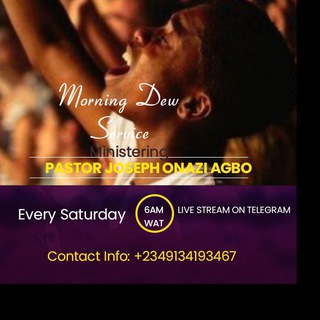 Morning Dew
Service
Ministering
PASTOR JOSEPH ONAZI AGBO
Every Saturday
6AM
WAT
LIVE STREAM ON TELEGRAM
Contact Info: +2349134193467